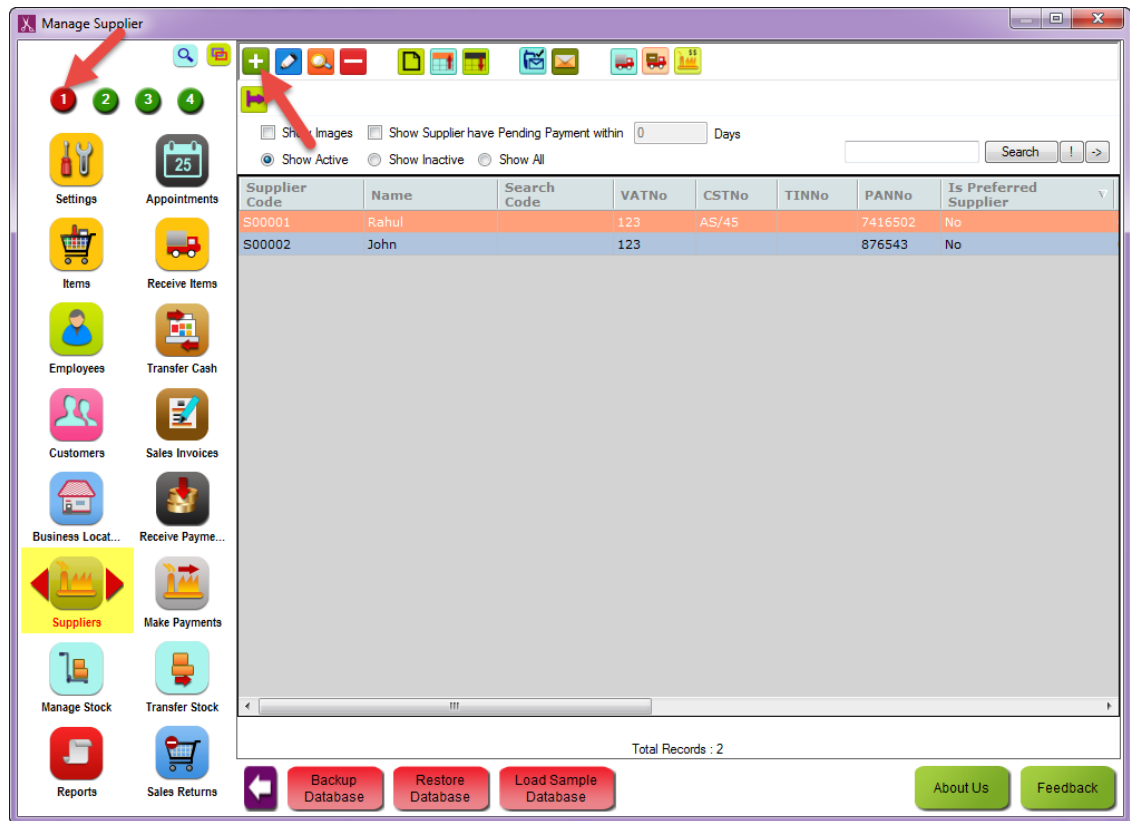 Manage Supplier
1 2 3 4
Settings
Appointments
Items
Receive Items
Employees
Transfer Cash
Customers
Sales Invoices
Business Locat...
Receive Payme...
Suppliers
Make Payments
Manage Stock
Transfer Stock
Reports
Sales Returns
25
$$
Show Images Show Supplier have Pending Payment within 0 Days
Show Active Show Inactive Show All Search ! ->
Supplier Code Name Search Code VATNo CSTNo TINNo PANNo Is Preferred Supplier
S00001 Rahul 123 AS/45 7416502 No
S00002 John 123 876543 No
Total Records : 2
Backup Database
Restore Database
Load Sample Database
About Us
Feedback